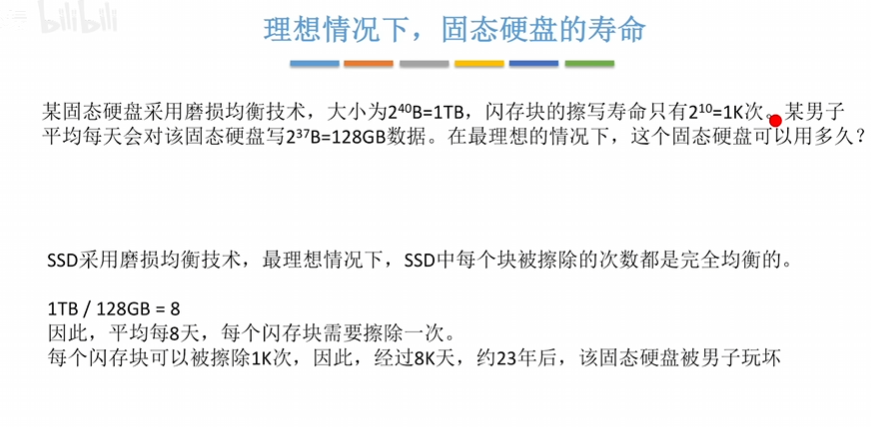 bilibili
理想情况下，固态硬盘的寿命
某固态硬盘采用磨损均衡技术，大小为2⁴⁰B=1TB，闪存块的擦写寿命只有2¹⁰=1K次。某男子
平均每天会对该固态硬盘写2³⁷B=128GB数据。在最理想的情况下，这个固态硬盘可以用多久？
SSD采用磨损均衡技术，最理想情况下，SSD中每个块被擦除的次数都是完全均衡的。
1TB / 128GB = 8
因此，平均每8天，每个闪存块需要擦除一次。
每个闪存块可以被擦除1K次，因此，经过8K天，约23年后，该固态硬盘被男子玩坏